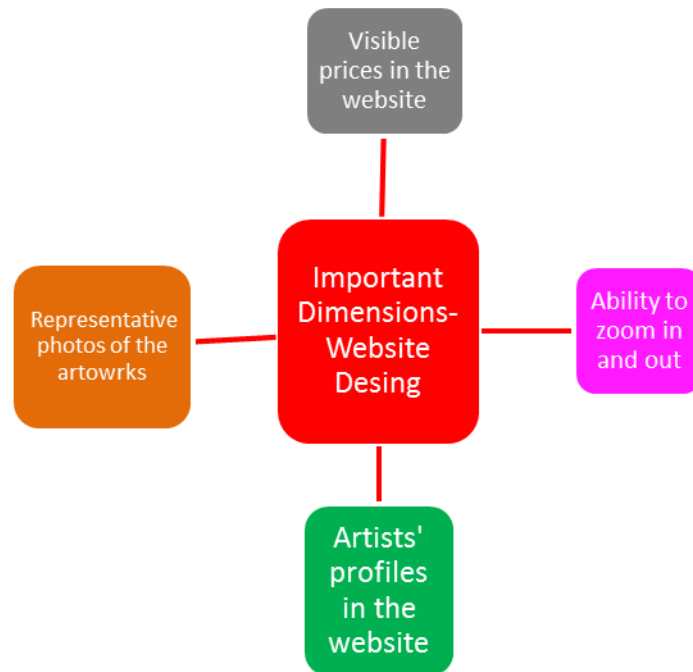 Visible
prices in the
website
Important
Dimensions-
Website
Desing
Representative
photos of the
artowrks
Ability to
zoom in
and out
Artists'
profiles
in the
website